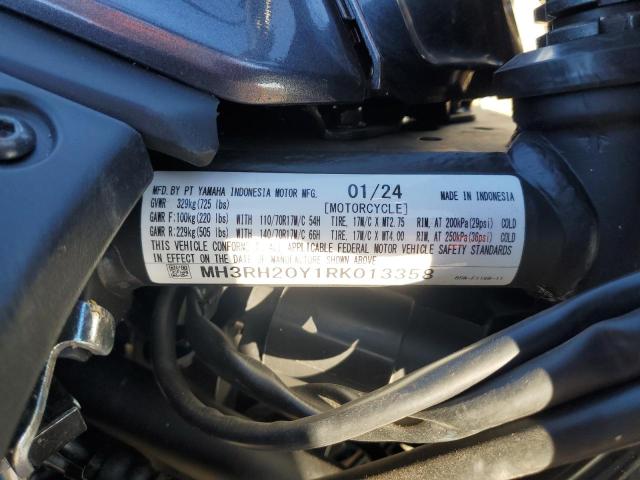 MFD. BY PT YAMAHA INDONESIA MOTOR MFG. 01/24 MADE IN INDONESIA
GVWR 329kg(725 lbs) [MOTORCYCLE]
GAWR F:100kg(220 lbs) WITH 110/70R17M/C 54H TIRE, 17M/C X MT2.75 RIM, AT 200kPa(29psi) COLD
GAWR R:229kg(505 lbs) WITH 140/70R17M/C 66H TIRE, 17M/C X MT4.00 RIM, AT 250kPa(36psi) COLD
THIS VEHICLE CONFORMS TO ALL APPLICABLE FEDERAL MOTOR VEHICLE SAFETY STANDARDS
IN EFFECT ON THE DATE OF MANUFACTURE SHOWN ABOVE
MH3RH20Y1RK013358